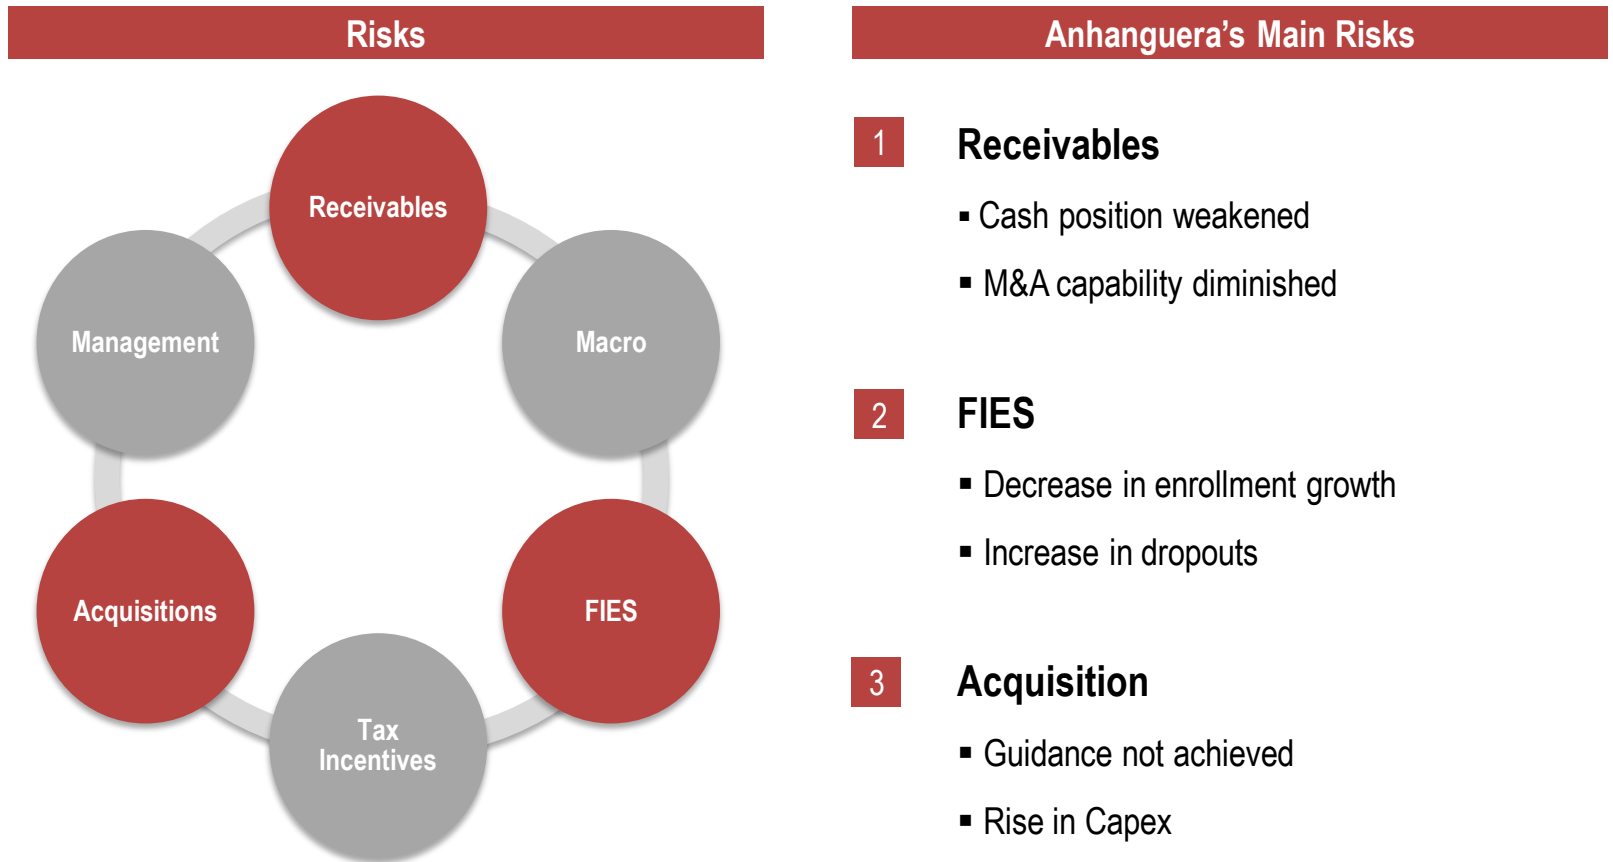 Risks
Receivables
Macro
FIES
Tax
Incentives
Acquisitions
Management
Anhanguera’s Main Risks
1 Receivables
▪ Cash position weakened
▪ M&A capability diminished
2 FIES
▪ Decrease in enrollment growth
▪ Increase in dropouts
3 Acquisition
▪ Guidance not achieved
▪ Rise in Capex